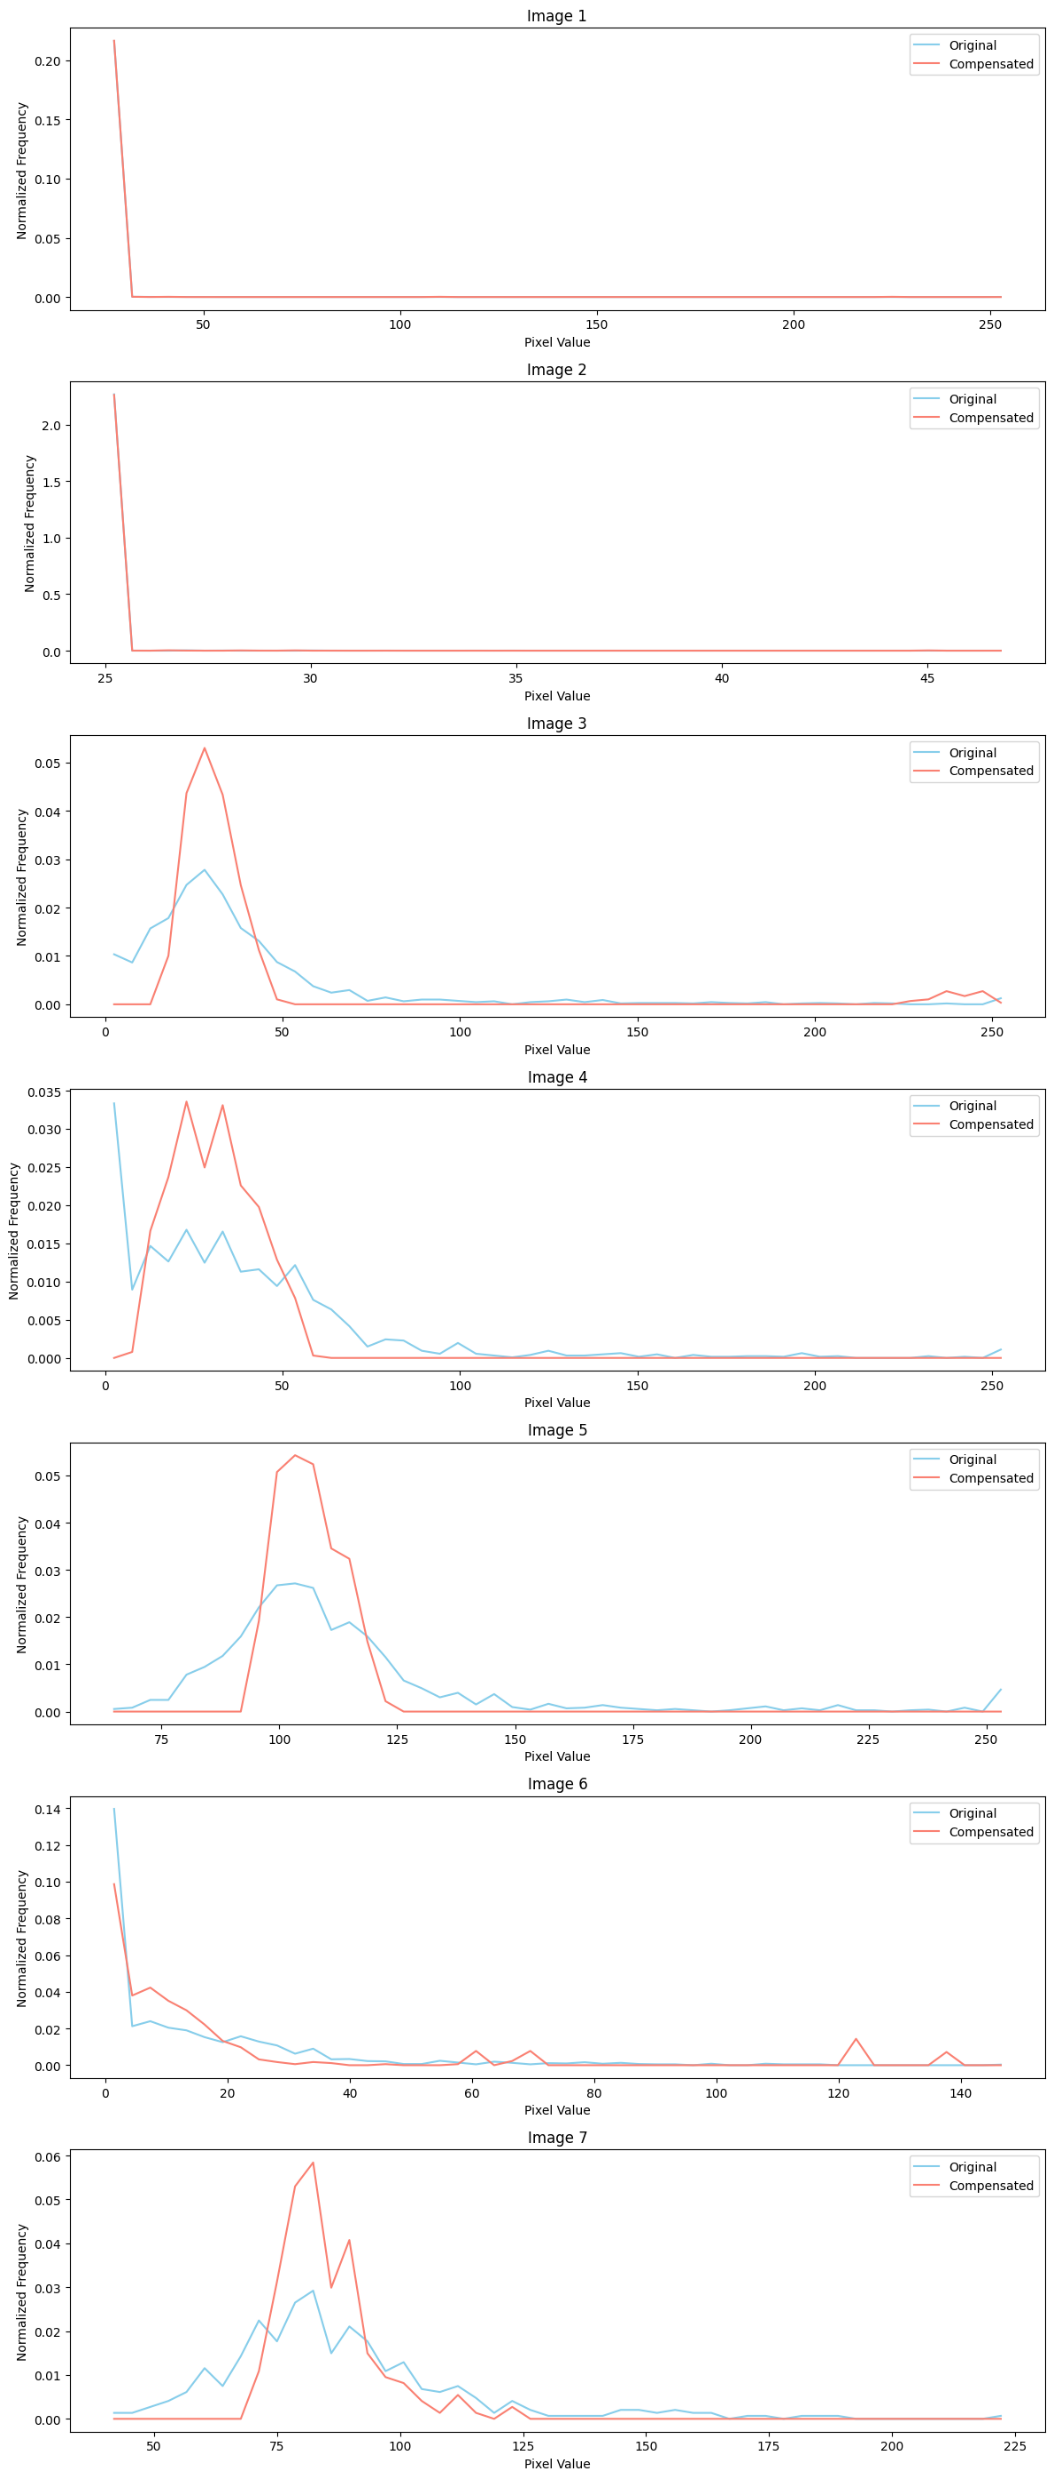 Image 1
Original
Compensated
Normalized Frequency
0.20
0.15
0.10
0.05
0.00
50 100 150 200 250
Pixel Value
Image 2
Original
Compensated
Normalized Frequency
2.0
1.5
1.0
0.5
0.0
25 30 35 40 45
Pixel Value
Image 3
Original
Compensated
Normalized Frequency
0.05
0.04
0.03
0.02
0.01
0.00
0 50 100 150 200 250
Pixel Value
Image 4
Original
Compensated
Normalized Frequency
0.035
0.030
0.025
0.020
0.015
0.010
0.005
0.000
0 50 100 150 200 250
Pixel Value
Image 5
Original
Compensated
Normalized Frequency
0.05
0.04
0.03
0.02
0.01
0.00
75 100 125 150 175 200 225 250
Pixel Value
Image 6
Original
Compensated
Normalized Frequency
0.14
0.12
0.10
0.08
0.06
0.04
0.02
0.00
0 20 40 60 80 100 120 140
Pixel Value
Image 7
Original
Compensated
Normalized Frequency
0.06
0.05
0.04
0.03
0.02
0.01
0.00
50 75 100 125 150 175 200 225
Pixel Value